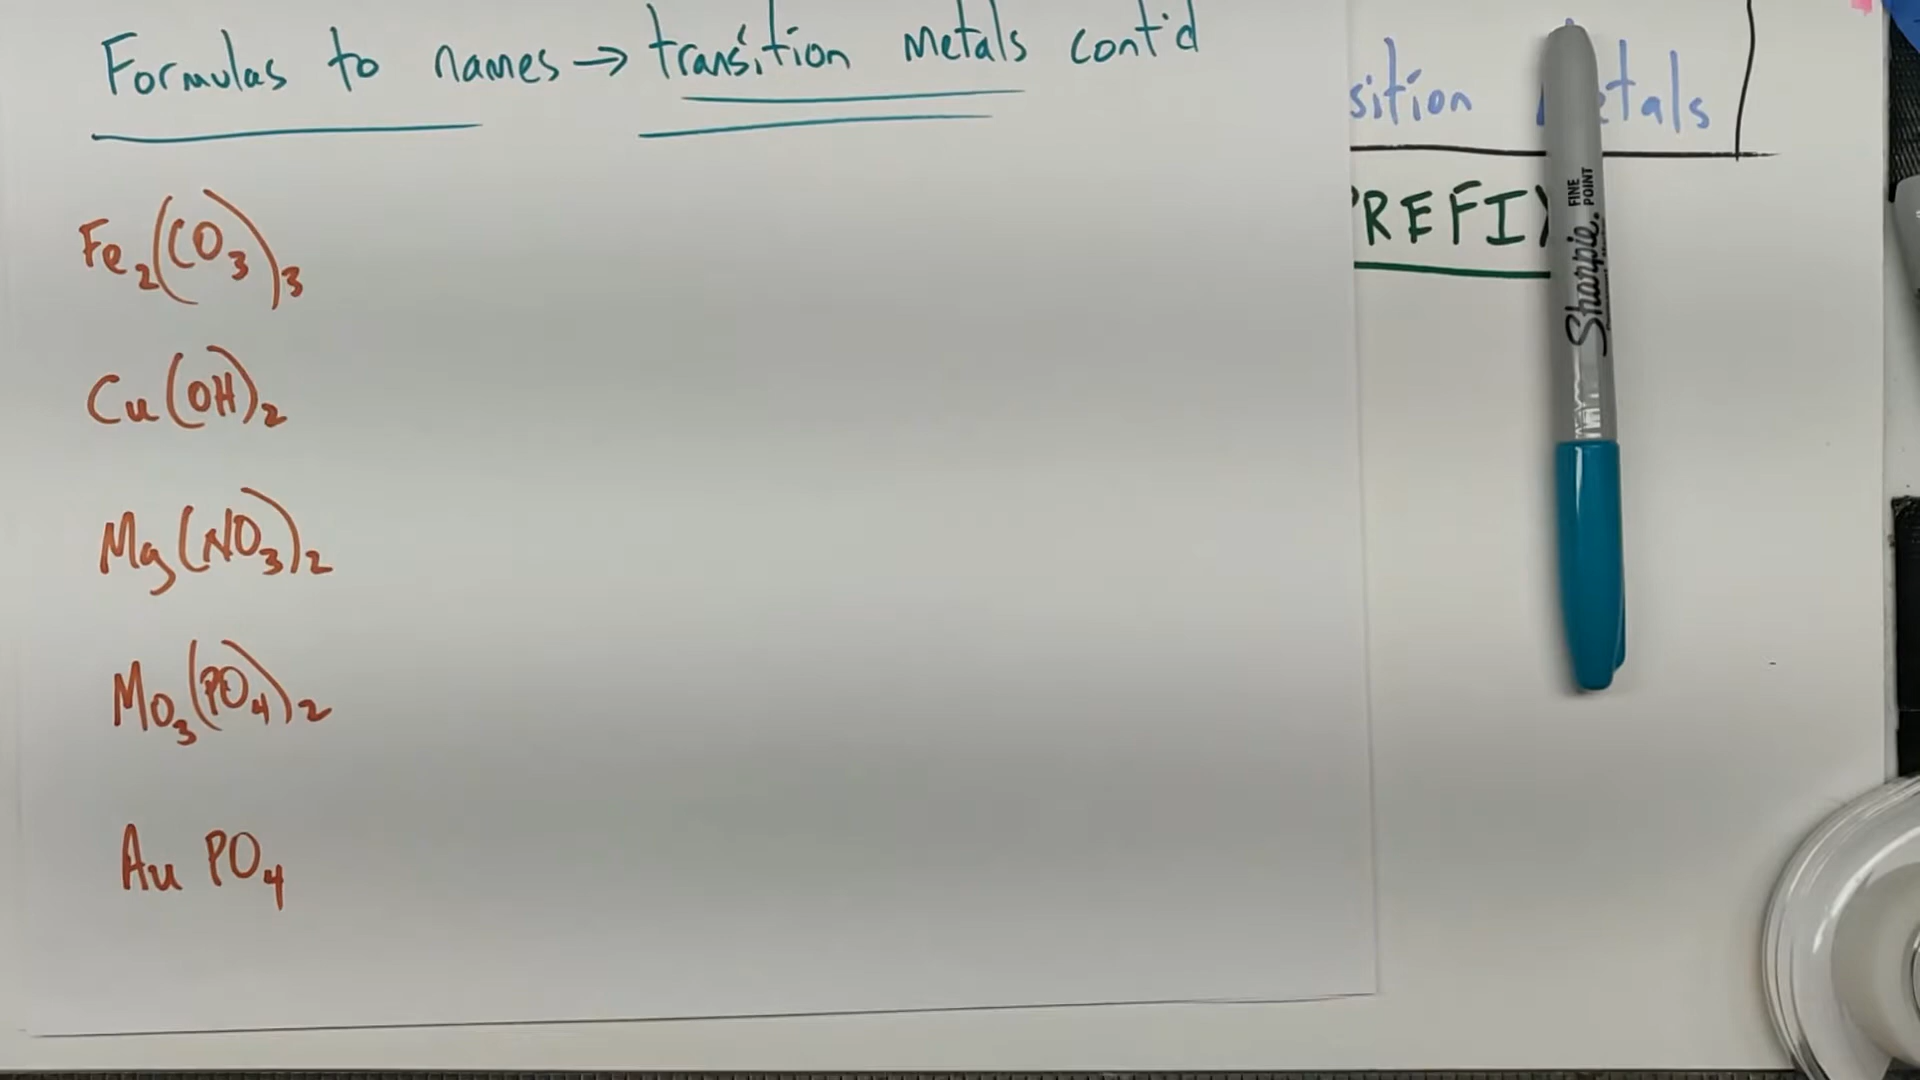 Formulas to names → transition metals cont'd
sition etals
REFIX
Fe₂(CO₃)₃
Cu(OH)₂
Mg(NO₃)₂
Mo₃(PO₄)₂
Au PO₄
Sharpie.
FINE POINT